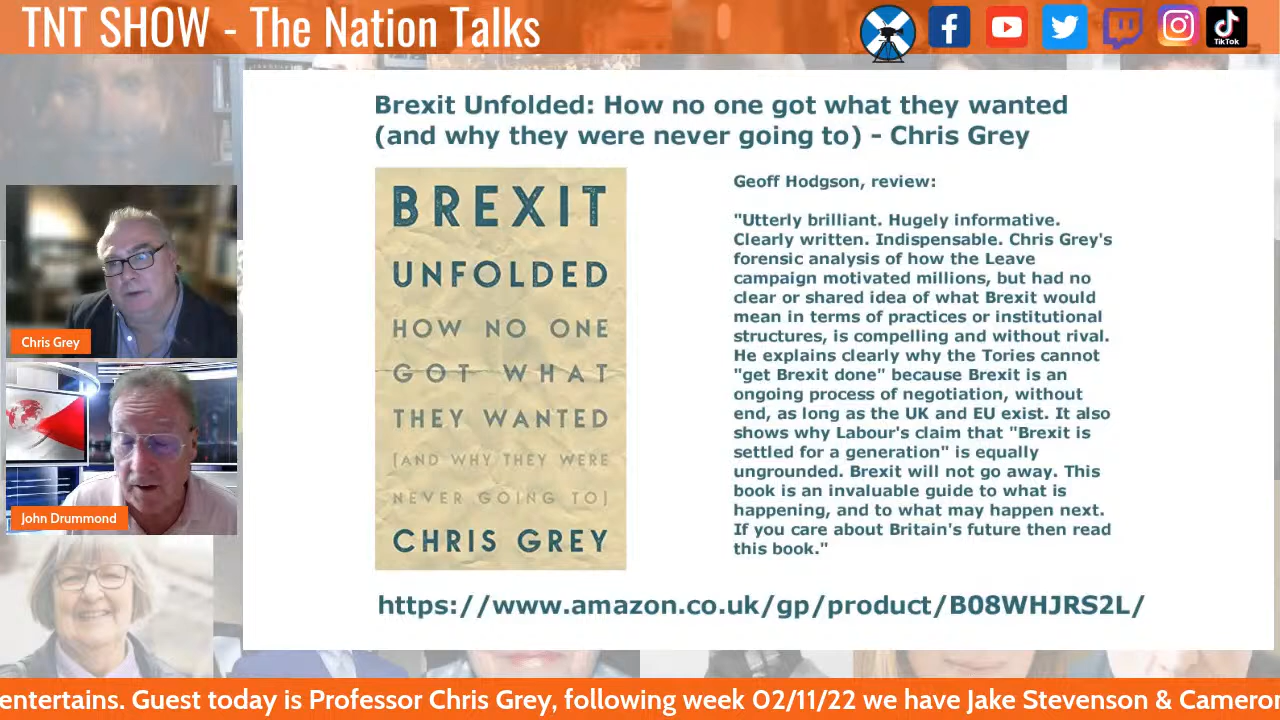 TNT SHOW - The Nation Talks
TikTok
Brexit Unfolded: How no one got what they wanted
(and why they were never going to) - Chris Grey
BREXIT
UNFOLDED
HOW NO ONE
GOT WHAT
THEY WANTED
[AND WHY THEY WERE
NEVER GOING TO]
CHRIS GREY
Geoff Hodgson, review:
"Utterly brilliant. Hugely informative.
Clearly written. Indispensable. Chris Grey's
forensic analysis of how the Leave
campaign motivated millions, but had no
clear or shared idea of what Brexit would
mean in terms of practices or institutional
structures, is compelling and without rival.
He explains clearly why the Tories cannot
"get Brexit done" because Brexit is an
ongoing process of negotiation, without
end, as long as the UK and EU exist. It also
shows why Labour's claim that "Brexit is
settled for a generation" is equally
ungrounded. Brexit will not go away. This
book is an invaluable guide to what is
happening, and to what may happen next.
If you care about Britain's future then read
this book."
https://www.amazon.co.uk/gp/product/B08WHJRS2L/
Chris Grey
John Drummond
entertains. Guest today is Professor Chris Grey, following week 02/11/22 we have Jake Stevenson & Cameron